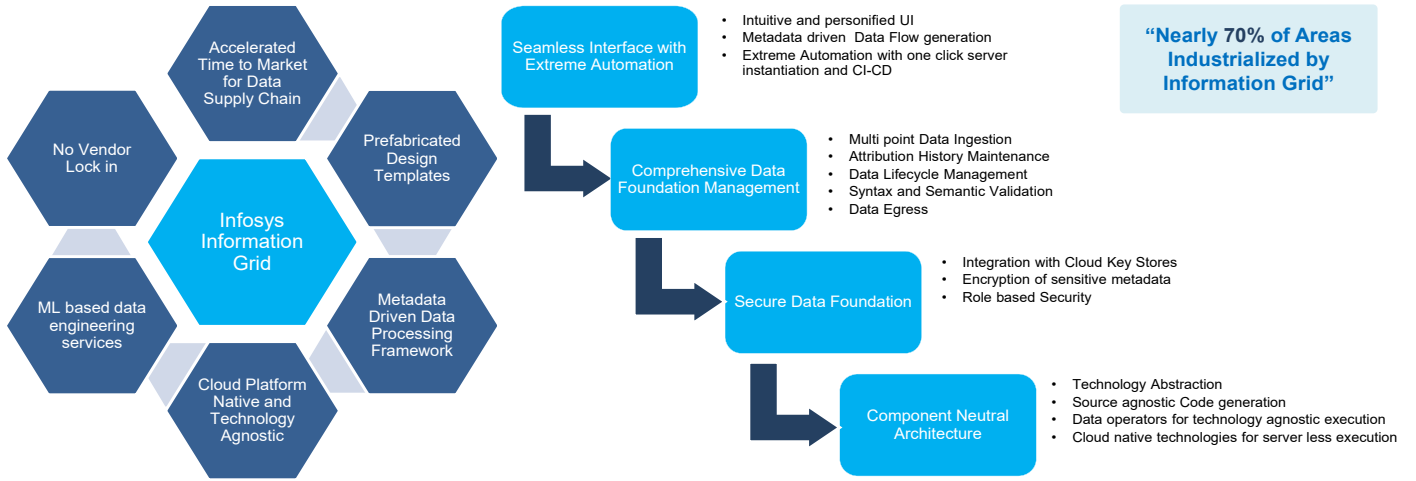 Accelerated
Time to Market
for Data
Supply Chain
Prefabricated
Design
Templates
Metadata
Driven Data
Processing
Framework
Cloud Platform
Native and
Technology
Agnostic
ML based data
engineering
services
No Vendor
Lock in
Infosys
Information
Grid
Seamless Interface with
Extreme Automation
• Intuitive and personified UI
• Metadata driven Data Flow generation
• Extreme Automation with one click server
instantiation and CI-CD
Comprehensive Data
Foundation Management
• Multi point Data Ingestion
• Attribution History Maintenance
• Data Lifecycle Management
• Syntax and Semantic Validation
• Data Egress
Secure Data Foundation
• Integration with Cloud Key Stores
• Encryption of sensitive metadata
• Role based Security
Component Neutral
Architecture
• Technology Abstraction
• Source agnostic Code generation
• Data operators for technology agnostic execution
• Cloud native technologies for server less execution
“Nearly 70% of Areas
Industrialized by
Information Grid”